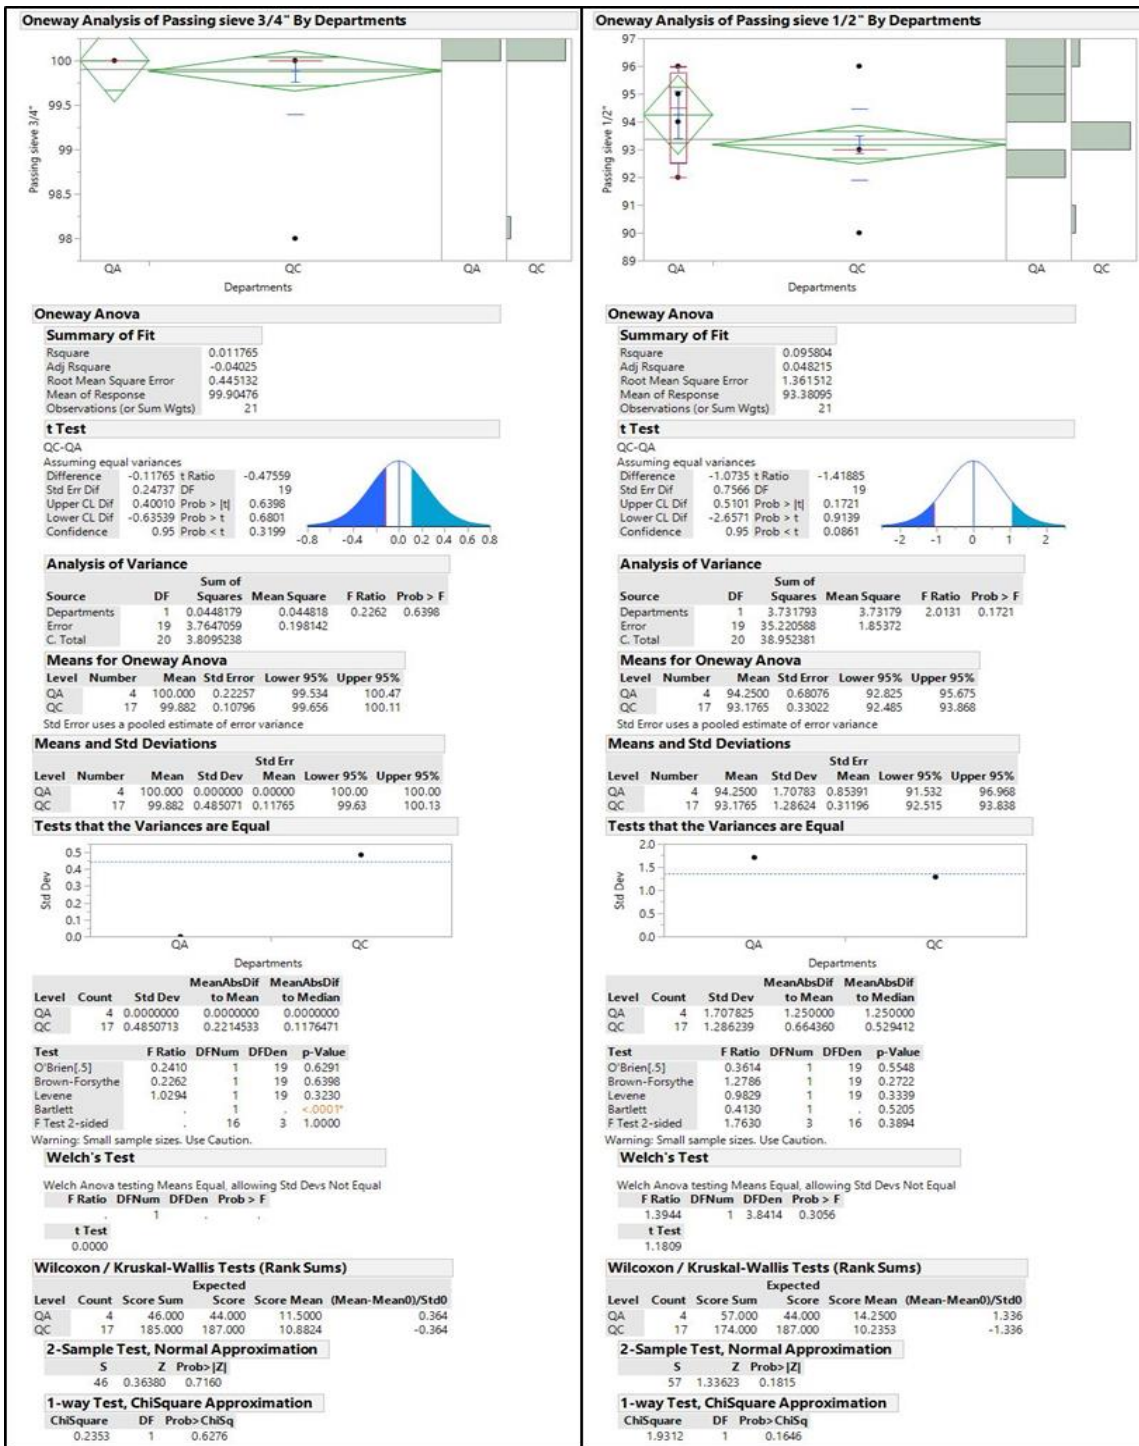 Oneway Analysis of Passing sieve 3/4" By Departments
Passing sieve 3/4"
100
99.5
99
98.5
98
QA QC QA QC
Departments
Oneway Anova
Summary of Fit
Rsquare 0.011765
Adj Rsquare -0.04025
Root Mean Square Error 0.445132
Mean of Response 99.90476
Observations (or Sum Wgts) 21
t Test
QC-QA
Assuming equal variances
Difference -0.11765 t Ratio -0.47559
Std Err Dif 0.24737 DF 19
Upper CL Dif 0.40010 Prob > |t| 0.6398
Lower CL Dif -0.63539 Prob > t 0.6801
Confidence 0.95 Prob < t 0.3199
-0.8 -0.4 0.0 0.2 0.4 0.6 0.8
Analysis of Variance
Sum of
Source DF Squares Mean Square F Ratio Prob > F
Departments 1 0.0448179 0.044818 0.2262 0.6398
Error 19 3.7647059 0.198142
C. Total 20 3.8095238
Means for Oneway Anova
Level Number Mean Std Error Lower 95% Upper 95%
QA 4 100.000 0.22257 99.534 100.47
QC 17 99.882 0.10796 99.656 100.11
Std Error uses a pooled estimate of error variance
Means and Std Deviations
Std Err
Level Number Mean Std Dev Mean Lower 95% Upper 95%
QA 4 100.000 0.000000 0.00000 100.00 100.00
QC 17 99.882 0.485071 0.11765 99.63 100.13
Tests that the Variances are Equal
Std Dev
0.5
0.4
0.3
0.2
0.1
0.0
QA QC
Departments
MeanAbsDif MeanAbsDif
Level Count Std Dev to Mean to Median
QA 4 0.0000000 0.0000000 0.0000000
QC 17 0.4850713 0.2214533 0.1176471
Test F Ratio DFNum DFDen p-Value
O'Brien[.5] 0.2410 1 19 0.6291
Brown-Forsythe 0.2262 1 19 0.6398
Levene 1.0294 1 19 0.3230
Bartlett . 1 . <.0001*
F Test 2-sided . 16 3 1.0000
Warning: Small sample sizes. Use Caution.
Welch's Test
Welch Anova testing Means Equal, allowing Std Devs Not Equal
F Ratio DFNum DFDen Prob > F
. 1 . .
t Test
0.0000
Wilcoxon / Kruskal-Wallis Tests (Rank Sums)
Expected
Level Count Score Sum Score Score Mean (Mean-Mean0)/Std0
QA 4 46.000 44.000 11.5000 0.364
QC 17 185.000 187.000 10.8824 -0.364
2-Sample Test, Normal Approximation
S Z Prob>|Z|
46 0.36380 0.7160
1-way Test, ChiSquare Approximation
ChiSquare DF Prob>ChiSq
0.2353 1 0.6276
Oneway Analysis of Passing sieve 1/2" By Departments
Passing sieve 1/2"
97
96
95
94
93
92
91
90
89
QA QC QA QC
Departments
Oneway Anova
Summary of Fit
Rsquare 0.095804
Adj Rsquare 0.048215
Root Mean Square Error 1.361512
Mean of Response 93.38095
Observations (or Sum Wgts) 21
t Test
QC-QA
Assuming equal variances
Difference -1.0735 t Ratio -1.41885
Std Err Dif 0.7566 DF 19
Upper CL Dif 0.5101 Prob > |t| 0.1721
Lower CL Dif -2.6571 Prob > t 0.9139
Confidence 0.95 Prob < t 0.0861
-2 -1 0 1 2
Analysis of Variance
Sum of
Source DF Squares Mean Square F Ratio Prob > F
Departments 1 3.731793 3.73179 2.0131 0.1721
Error 19 35.220588 1.85372
C. Total 20 38.952381
Means for Oneway Anova
Level Number Mean Std Error Lower 95% Upper 95%
QA 4 94.2500 0.68076 92.825 95.675
QC 17 93.1765 0.33022 92.485 93.868
Std Error uses a pooled estimate of error variance
Means and Std Deviations
Std Err
Level Number Mean Std Dev Mean Lower 95% Upper 95%
QA 4 94.2500 1.70783 0.85391 91.532 96.968
QC 17 93.1765 1.28624 0.31196 92.515 93.838
Tests that the Variances are Equal
Std Dev
2.0
1.5
1.0
0.5
0.0
QA QC
Departments
MeanAbsDif MeanAbsDif
Level Count Std Dev to Mean to Median
QA 4 1.707825 1.250000 1.250000
QC 17 1.286239 0.664360 0.529412
Test F Ratio DFNum DFDen p-Value
O'Brien[.5] 0.3614 1 19 0.5548
Brown-Forsythe 1.2786 1 19 0.2722
Levene 0.9829 1 19 0.3339
Bartlett 0.4130 1 . 0.5205
F Test 2-sided 1.7630 3 16 0.3894
Warning: Small sample sizes. Use Caution.
Welch's Test
Welch Anova testing Means Equal, allowing Std Devs Not Equal
F Ratio DFNum DFDen Prob > F
1.3944 1 3.8414 0.3056
t Test
1.1809
Wilcoxon / Kruskal-Wallis Tests (Rank Sums)
Expected
Level Count Score Sum Score Score Mean (Mean-Mean0)/Std0
QA 4 57.000 44.000 14.2500 1.336
QC 17 174.000 187.000 10.2353 -1.336
2-Sample Test, Normal Approximation
S Z Prob>|Z|
57 1.33623 0.1815
1-way Test, ChiSquare Approximation
ChiSquare DF Prob>ChiSq
1.9312 1 0.1646